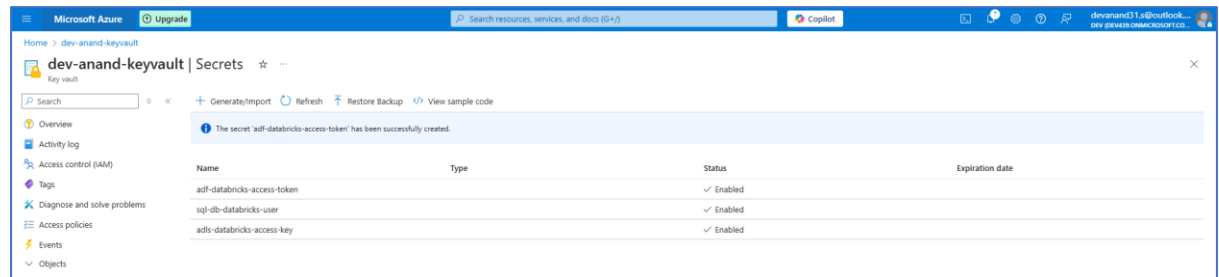 Microsoft Azure
Upgrade
Search resources, services, and docs (G+/)
Copilot
devanand31.s@outlook....
DEV (DEV439.ONMICROSOFT.CO...
Home > dev-anand-keyvault
dev-anand-keyvault | Secrets
Key vault
Search
Generate/Import Refresh Restore Backup View sample code
Overview
The secret 'adf-databricks-access-token' has been successfully created.
Activity log
Access control (IAM)
Name Type Status Expiration date
Tags
adf-databricks-access-token Enabled
Diagnose and solve problems
sql-db-databricks-user Enabled
Access policies
adls-databricks-access-key Enabled
Events
Objects